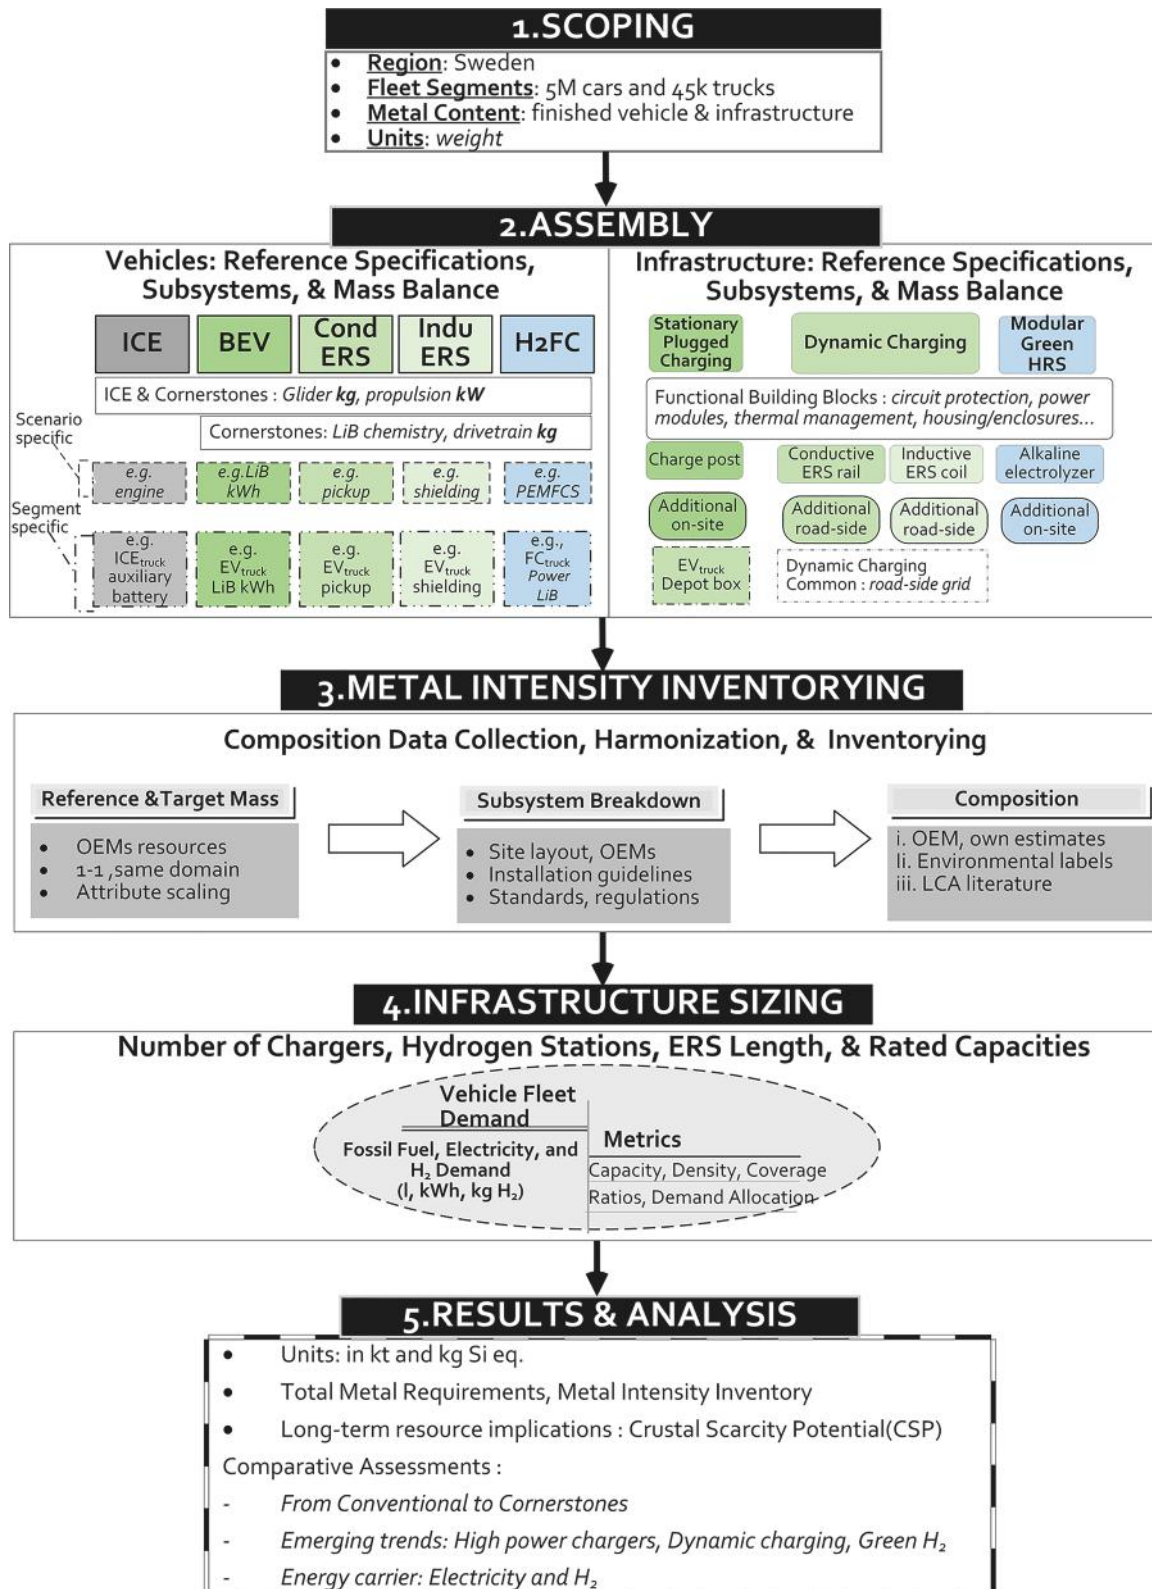 1.SCOPING
• Region: Sweden
• Fleet Segments: 5M cars and 45k trucks
• Metal Content: finished vehicle & infrastructure
• Units: weight
2.ASSEMBLY
Vehicles: Reference Specifications,
Subsystems, & Mass Balance
ICE
BEV
Cond
ERS
Indu
ERS
H2FC
ICE & Cornerstones : Glider kg, propulsion kW
Cornerstones: LiB chemistry, drivetrain kg
Scenario
specific
e.g.
engine
e.g.LiB
kWh
e.g.
pickup
e.g.
shielding
e.g.
PEMFCS
Segment
specific
e.g.
ICEtruck
auxiliary
battery
e.g.
EVtruck
LiB kWh
e.g.
EVtruck
pickup
e.g.
EVtruck
shielding
e.g.,
FCtruck
Power
LiB
Infrastructure: Reference Specifications,
Subsystems, & Mass Balance
Stationary
Plugged
Charging
Dynamic Charging
Modular
Green
HRS
Functional Building Blocks : circuit protection, power
modules, thermal management, housing/enclosures...
Charge post
Conductive
ERS rail
Inductive
ERS coil
Alkaline
electrolyzer
Additional
on-site
Additional
road-side
Additional
road-side
Additional
on-site
EVtruck
Depot box
Dynamic Charging
Common : road-side grid
3.METAL INTENSITY INVENTORYING
Composition Data Collection, Harmonization, & Inventorying
Reference &Target Mass
• OEMs resources
• 1-1 ,same domain
• Attribute scaling
Subsystem Breakdown
• Site layout, OEMs
• Installation guidelines
• Standards, regulations
Composition
i. OEM, own estimates
Ii. Environmental labels
iii. LCA literature
4.INFRASTRUCTURE SIZING
Number of Chargers, Hydrogen Stations, ERS Length, & Rated Capacities
Vehicle Fleet
Demand
Fossil Fuel, Electricity, and
H₂ Demand
(l, kWh, kg H₂)
Metrics
Capacity, Density, Coverage
Ratios, Demand Allocation
5.RESULTS & ANALYSIS
• Units: in kt and kg Si eq.
• Total Metal Requirements, Metal Intensity Inventory
• Long-term resource implications : Crustal Scarcity Potential(CSP)
Comparative Assessments :
- From Conventional to Cornerstones
- Emerging trends: High power chargers, Dynamic charging, Green H₂
- Energy carrier: Electricity and H₂